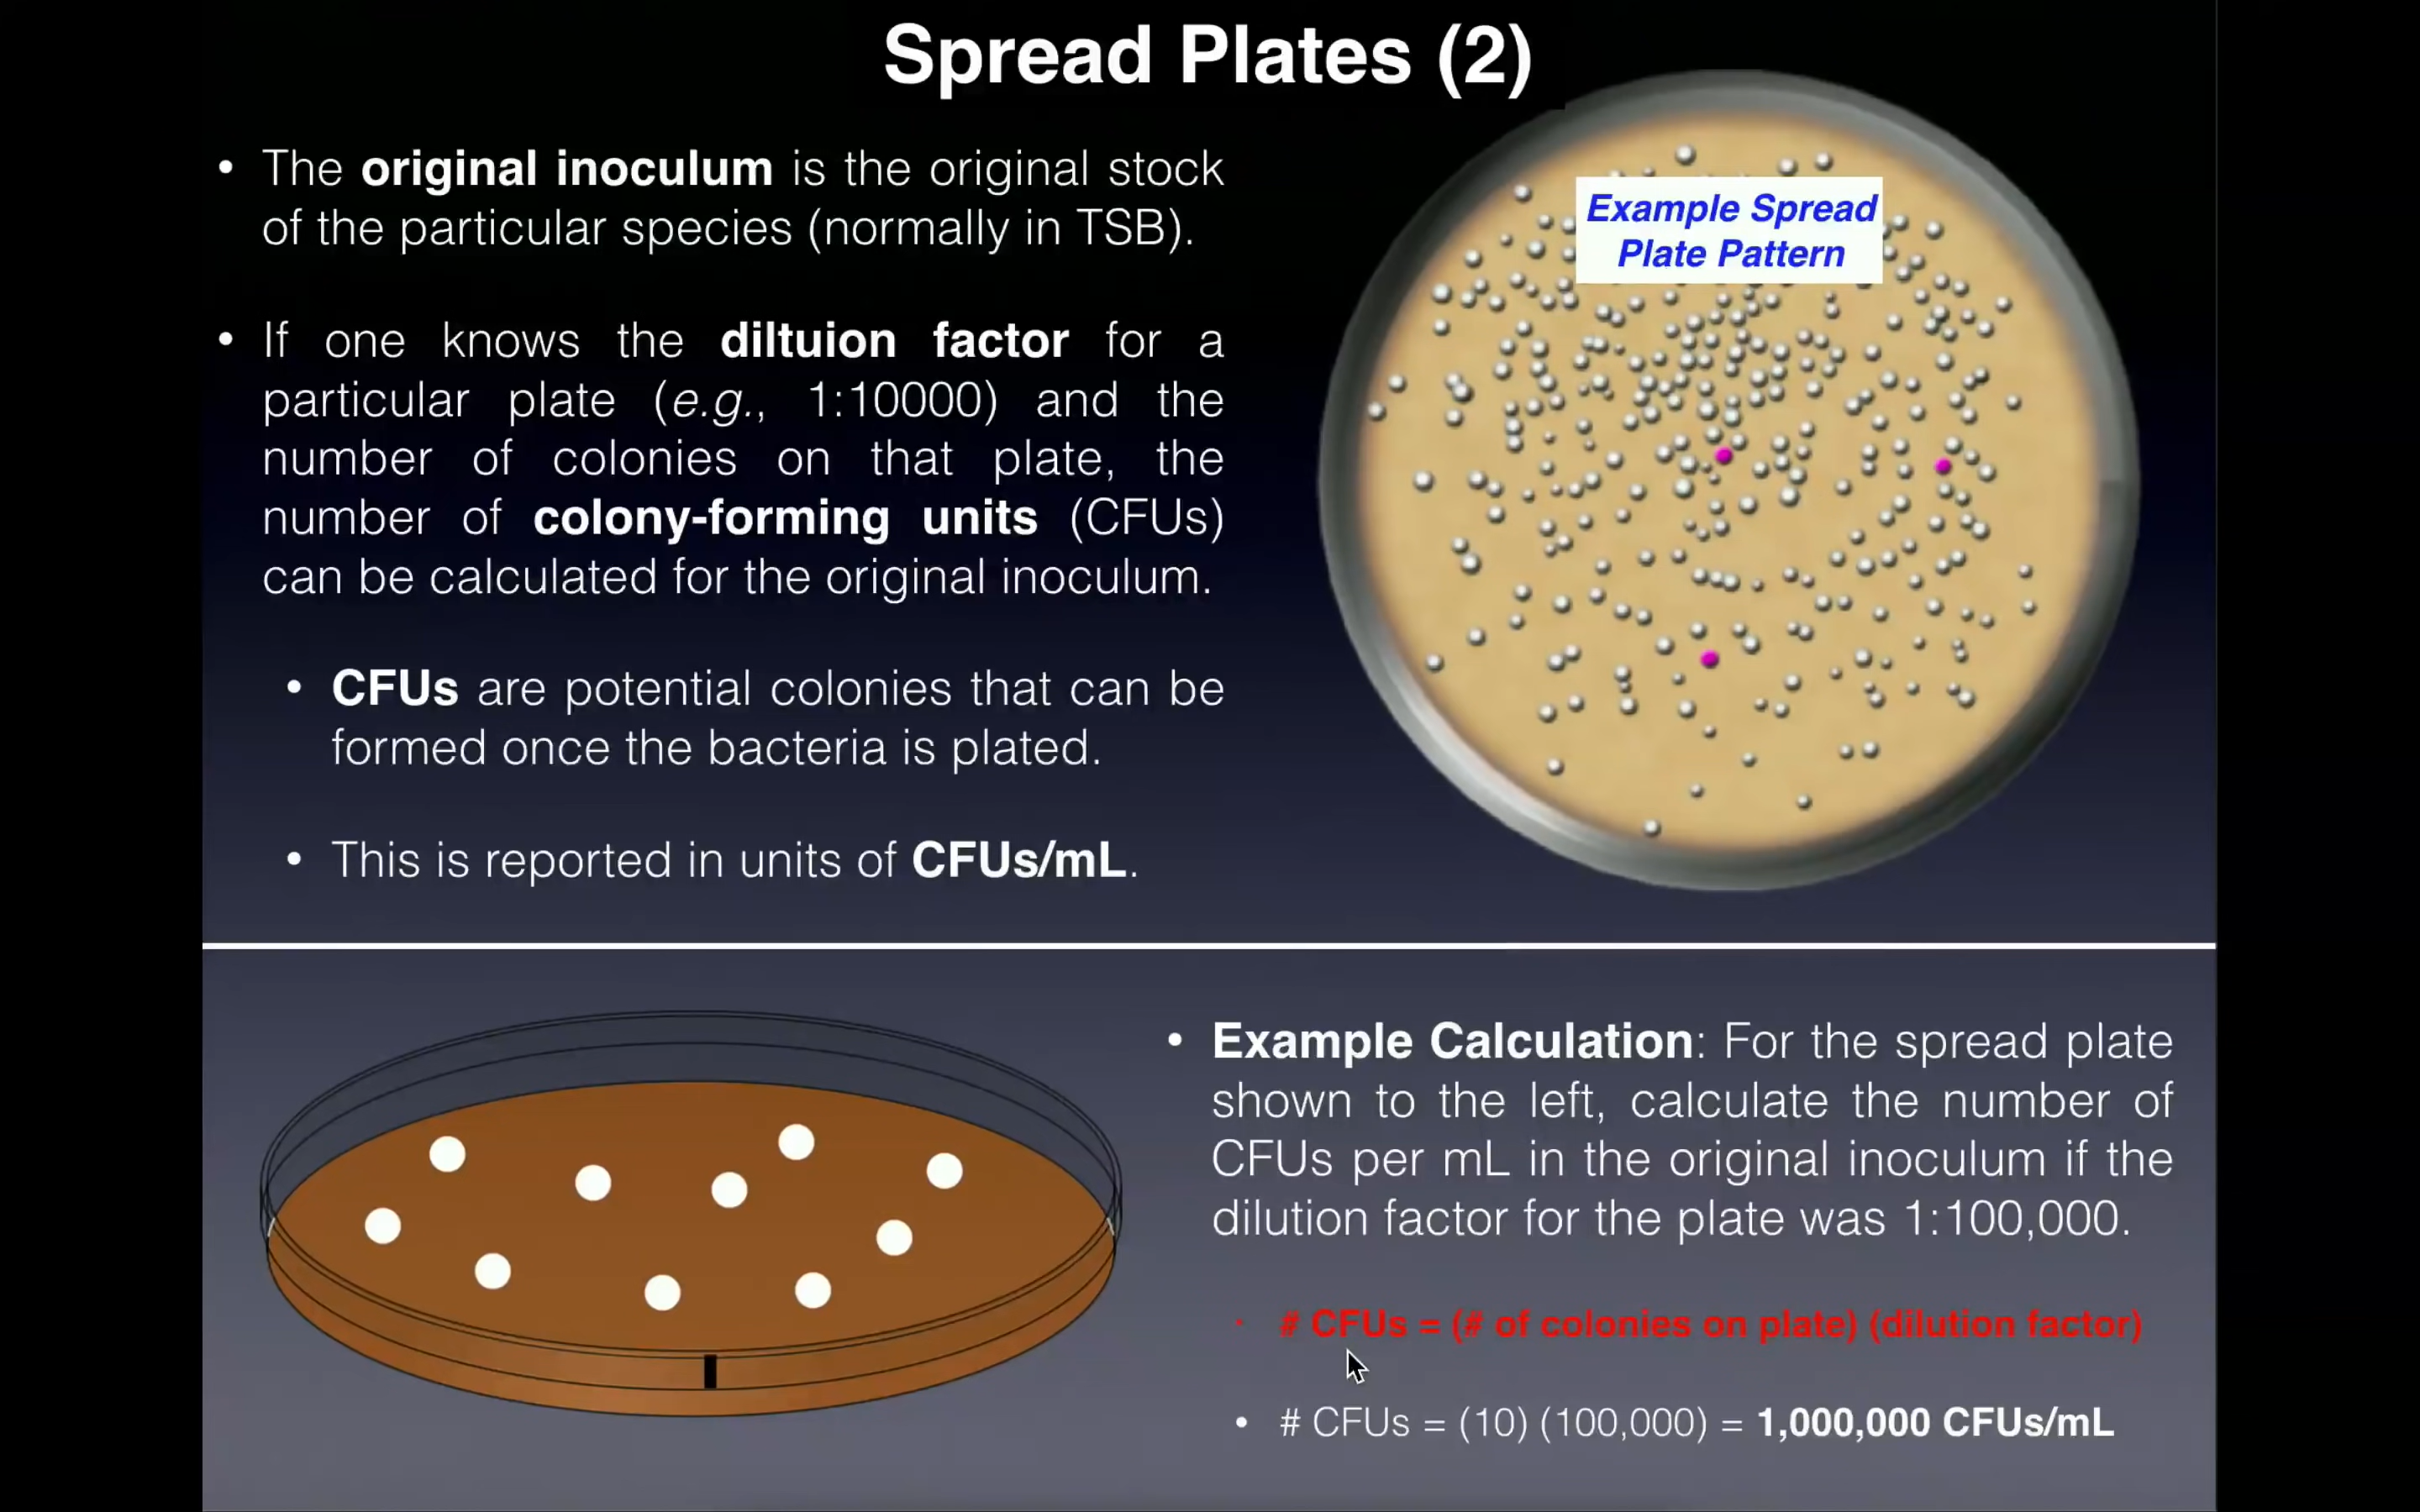 Spread Plates (2)
• The original inoculum is the original stock
of the particular species (normally in TSB).
• If one knows the diltuion factor for a
particular plate (e.g., 1:10000) and the
number of colonies on that plate, the
number of colony-forming units (CFUs)
can be calculated for the original inoculum.
• CFUs are potential colonies that can be
formed once the bacteria is plated.
• This is reported in units of CFUs/mL.
Example Spread
Plate Pattern
• Example Calculation: For the spread plate
shown to the left, calculate the number of
CFUs per mL in the original inoculum if the
dilution factor for the plate was 1:100,000.
• # CFUs = (# of colonies on plate) (dilution factor)
• # CFUs = (10) (100,000) = 1,000,000 CFUs/mL